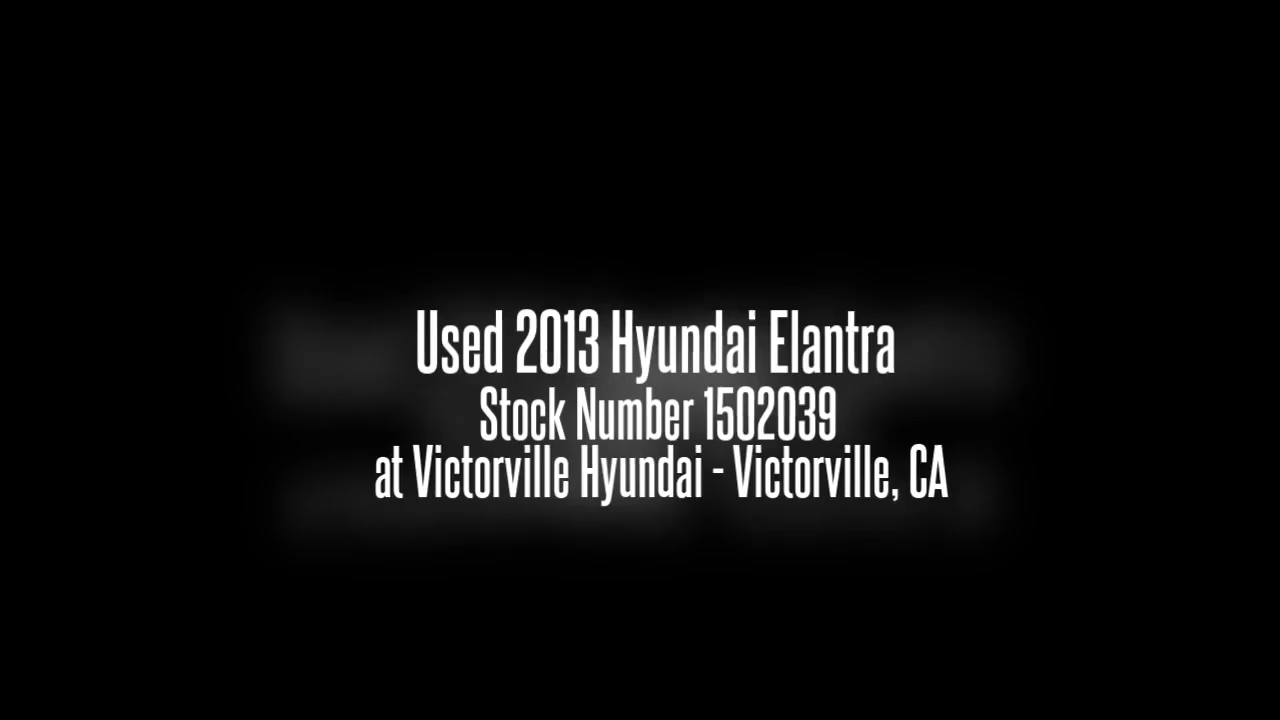 Used 2013 Hyundai Elantra
Stock Number 1502039
at Victorville Hyundai - Victorville, CA